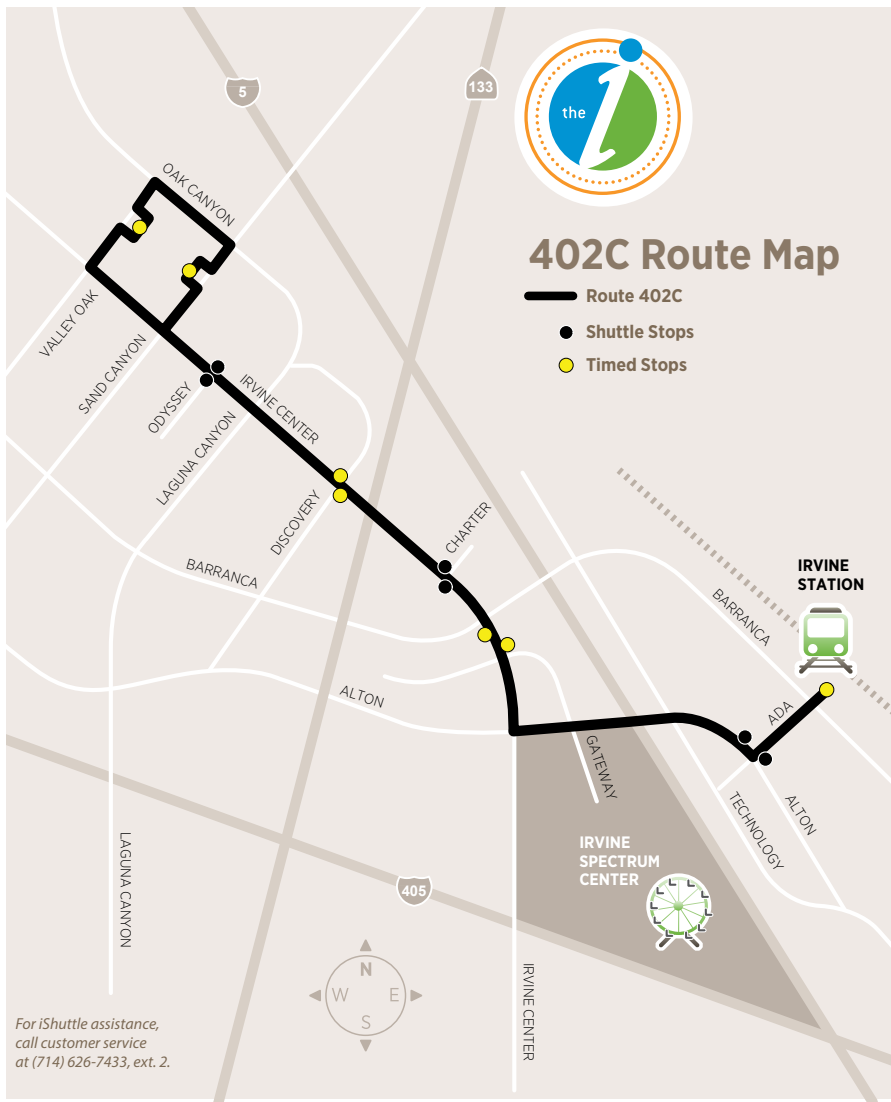 5
133
the i
OAK CANYON
402C Route Map
Route 402C
Shuttle Stops
Timed Stops
VALLEY OAK
SAND CANYON
ODYSSEY
IRVINE CENTER
LAGUNA CANYON
DISCOVERY
CHARTER
BARRANCA
IRVINE
STATION
BARRANCA
ALTON
ADA
GATEWAY
TECHNOLOGY
ALTON
LAGUNA CANYON
IRVINE
SPECTRUM
CENTER
405
N
W E
S
IRVINE CENTER
For iShuttle assistance,
call customer service
at (714) 626-7433, ext. 2.